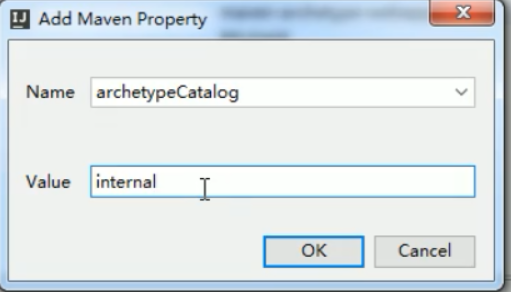 Add Maven Property
Name archetypeCatalog
Value internal
OK Cancel